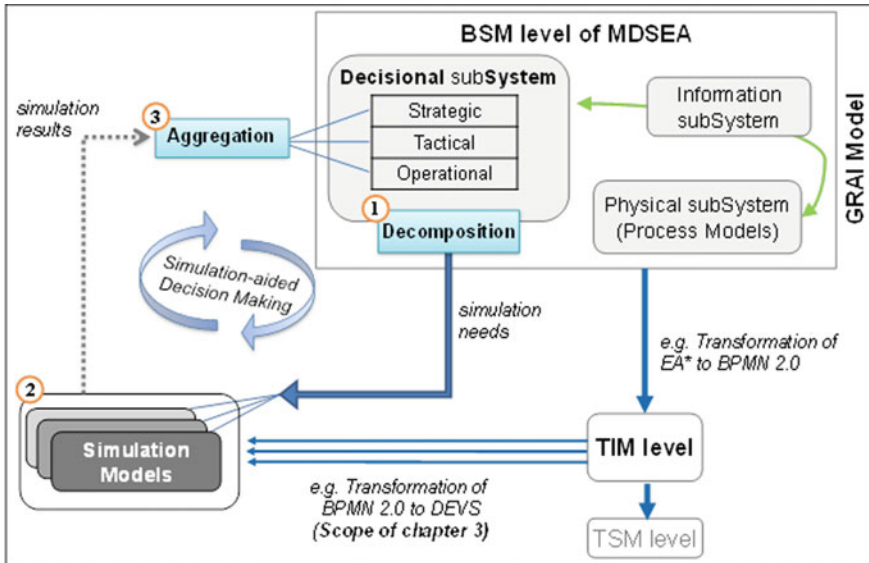 BSM level of MDSEA
Decisional subSystem
Strategic
Tactical
Operational
Information
subSystem
Physical subSystem
(Process Models)
GRAI Model
simulation
results
3
Aggregation
1
Decomposition
Simulation-aided
Decision Making
simulation
needs
e.g. Transformation of
EA* to BPMN 2.0
2
Simulation
Models
TIM level
e.g. Transformation of
BPMN 2.0 to DEVS
(Scope of chapter 3)
TSM level